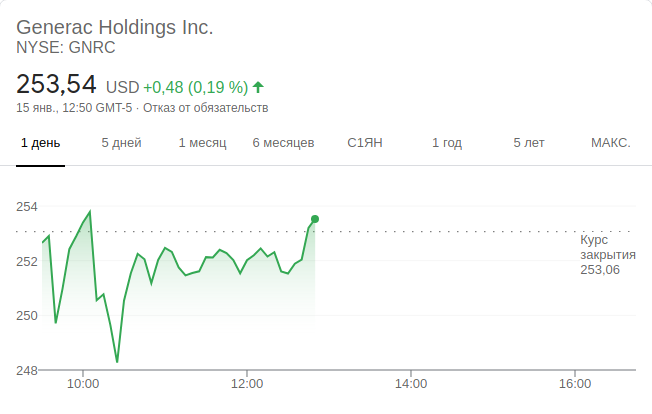 Generac Holdings Inc.
NYSE: GNRC
253,54 USD +0,48 (0,19 %)
15 янв., 12:50 GMT-5 · Отказ от обязательств
1 день 5 дней 1 месяц 6 месяцев С1ЯН 1 год 5 лет МАКС.
254
Курс
закрытия
253,06
252
250
248
10:00 12:00 14:00 16:00